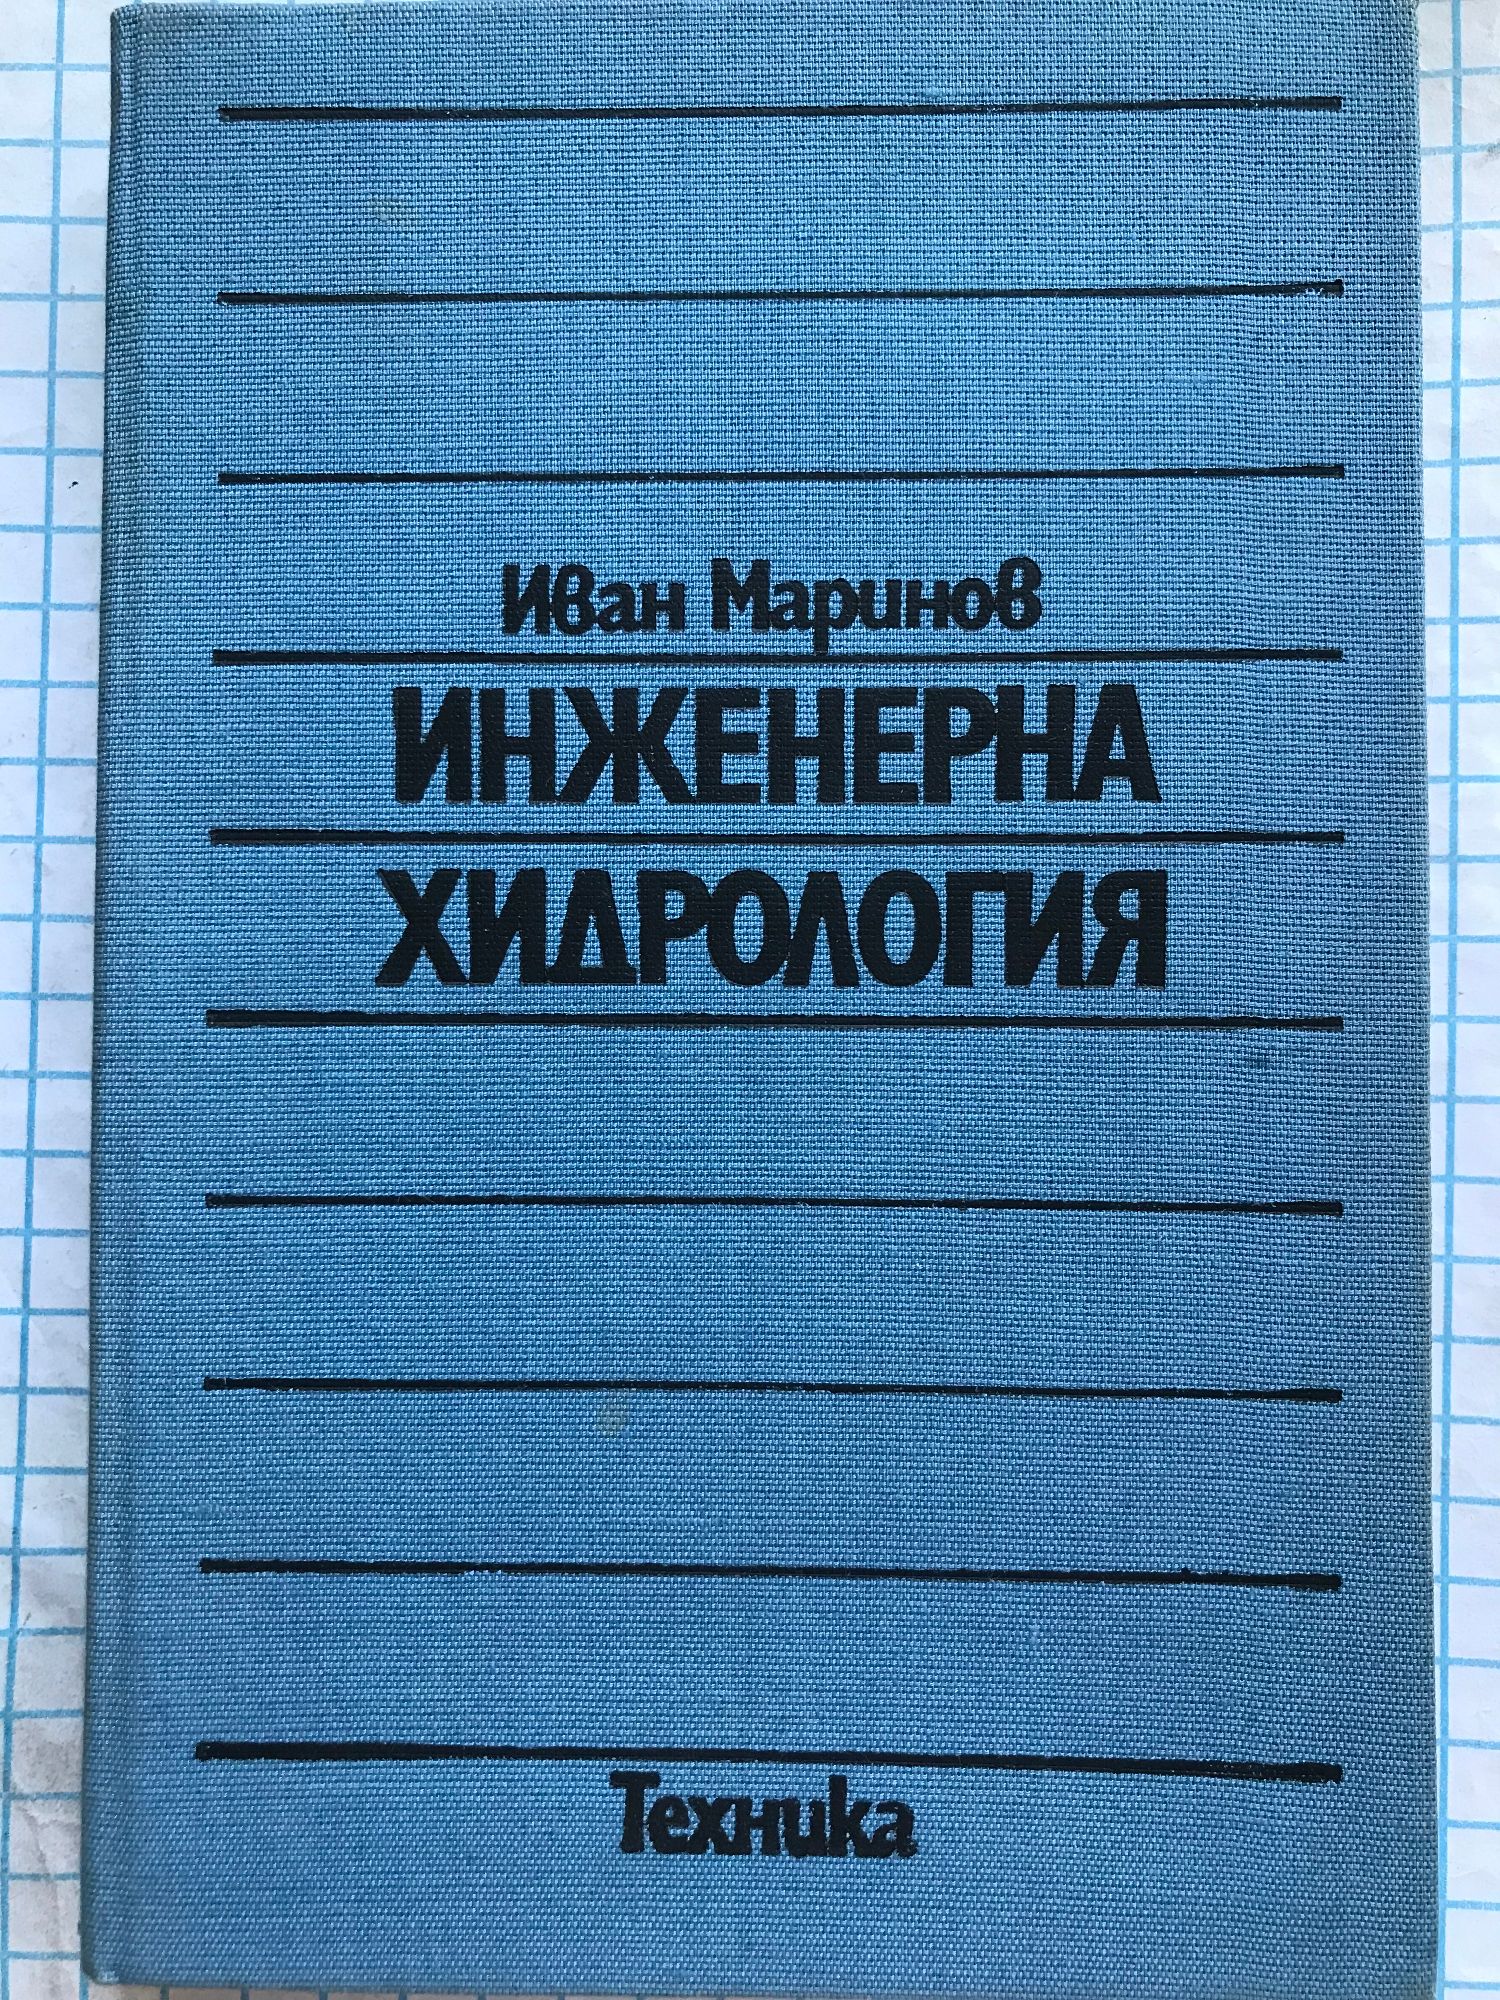 Иван Маринов
ИНЖЕНЕРНА
ХИДРОЛОГИЯ
Техника